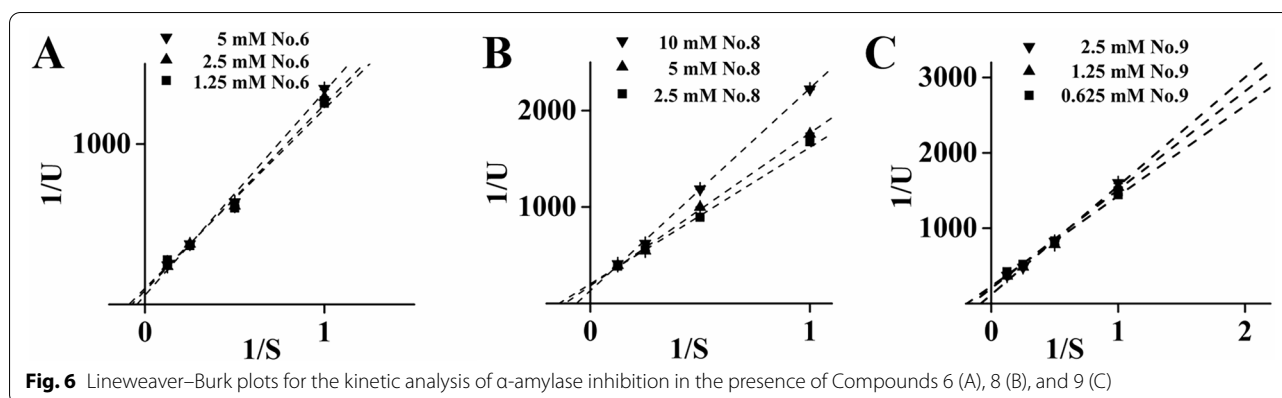 A
5 mM No.6
2.5 mM No.6
1.25 mM No.6
1000
1/U
0
1
1/S
B
10 mM No.8
5 mM No.8
2.5 mM No.8
2000
1000
1/U
0
1
1/S
C
2.5 mM No.9
1.25 mM No.9
0.625 mM No.9
3000
2000
1000
1/U
0
1
2
1/S
Fig. 6 Lineweaver–Burk plots for the kinetic analysis of α-amylase inhibition in the presence of Compounds 6 (A), 8 (B), and 9 (C)